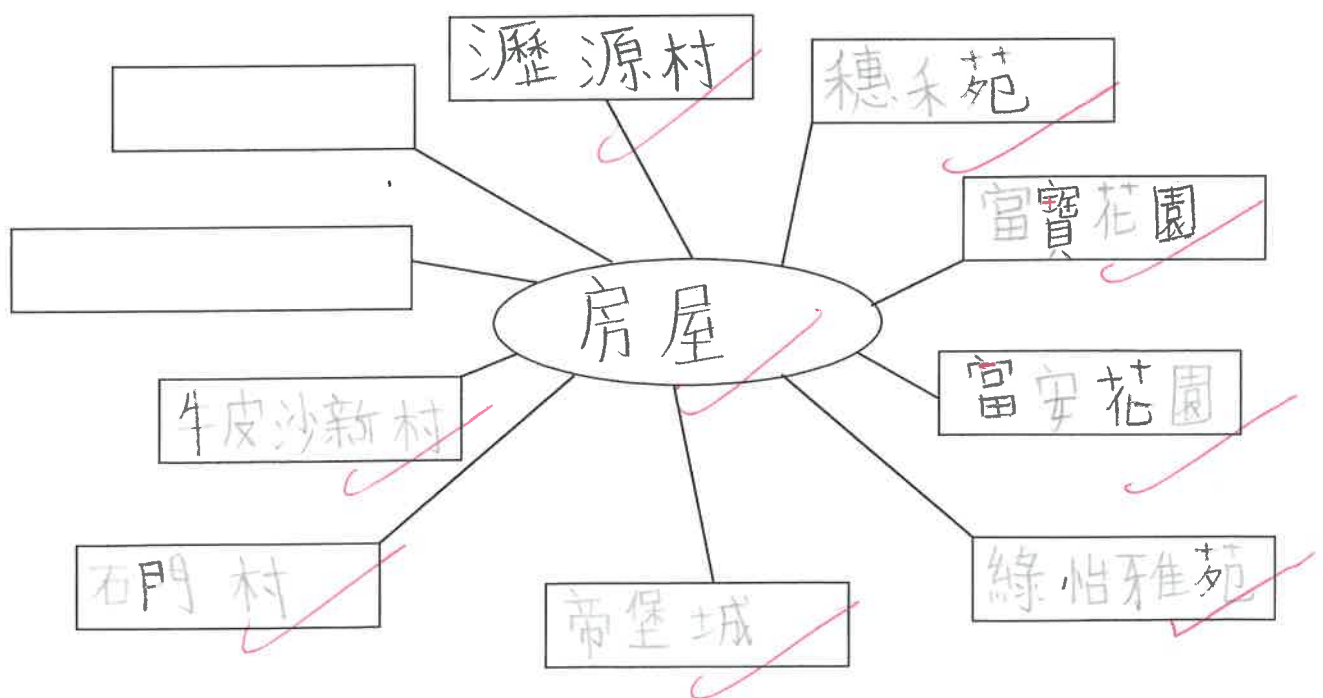 瀝源村
穗禾苑
富寶花園
房屋
富安花園
牛皮沙新村
綠怡雅苑
石門村
帝堡城